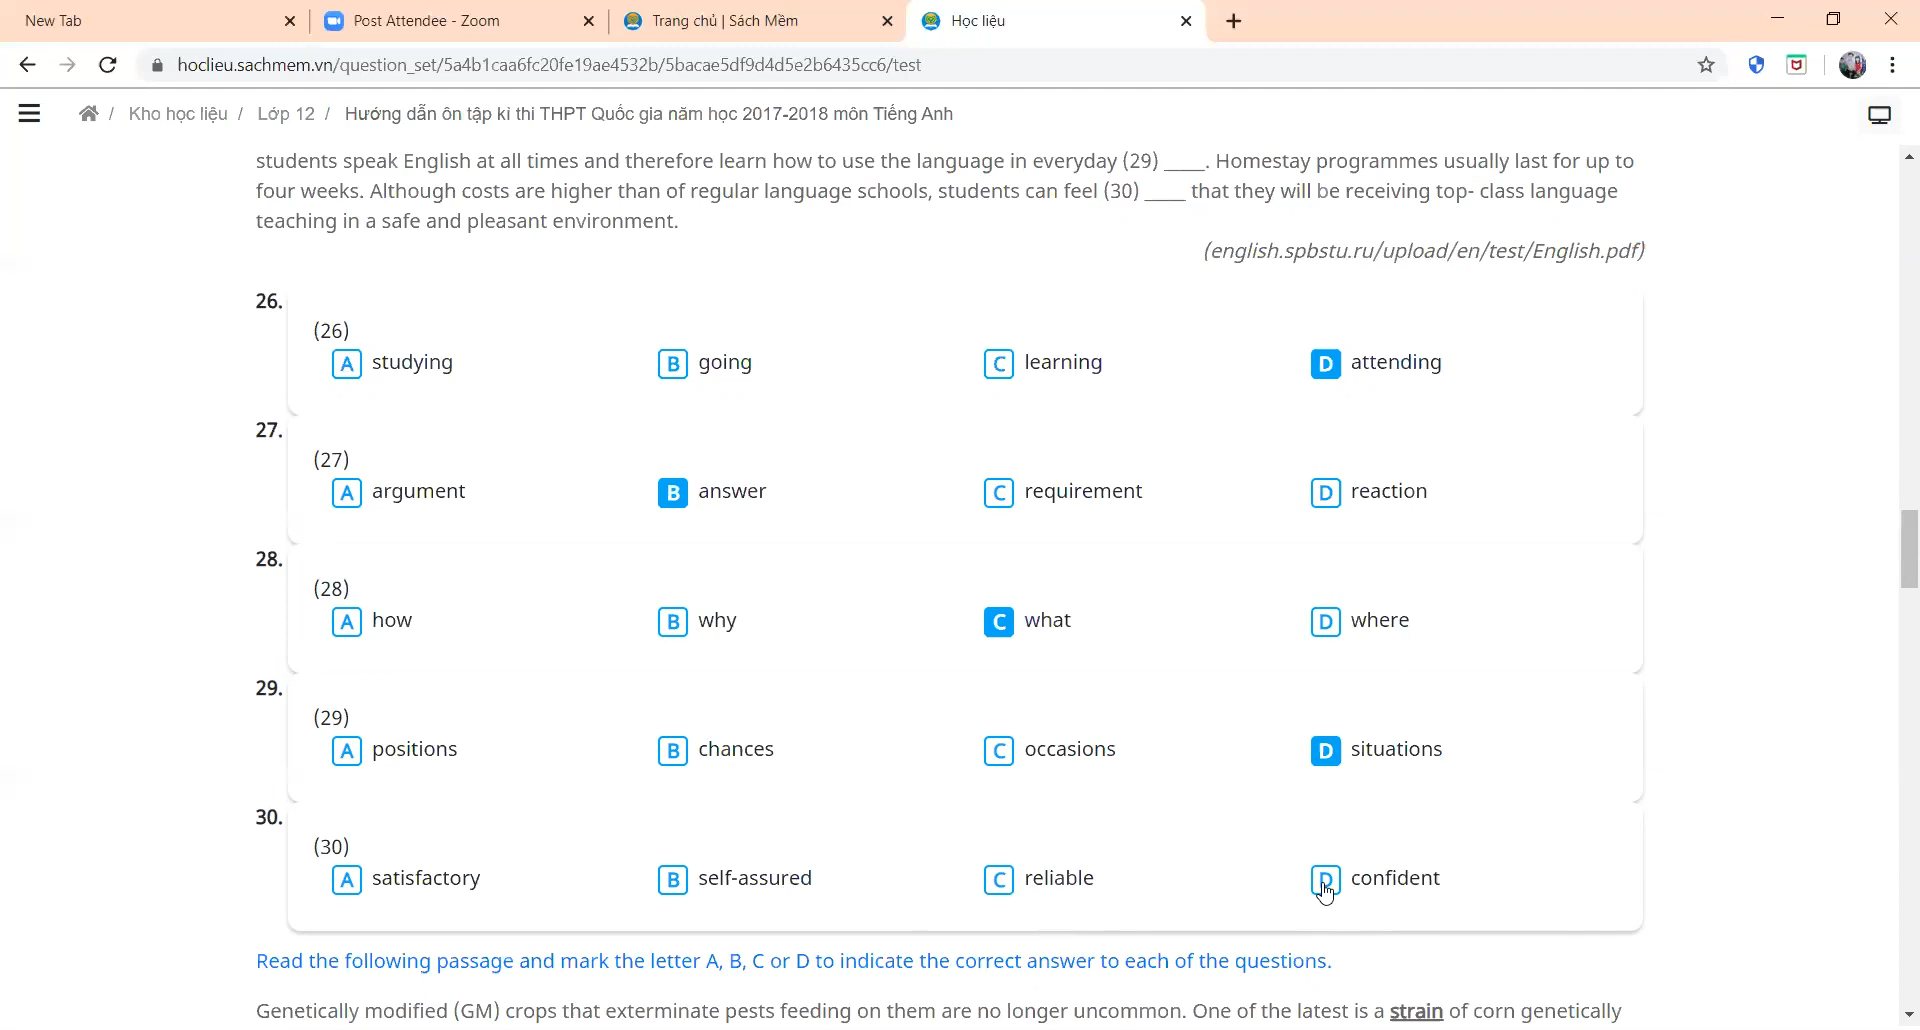 New Tab
Post Attendee - Zoom
Trang chủ | Sách Mềm
Học liệu
hoclieu.sachmem.vn/question_set/5a4b1caa6fc20fe19ae4532b/5bacae5df9d4d5e2b6435cc6/test
/ Kho học liệu / Lớp 12 / Hướng dẫn ôn tập kì thi THPT Quốc gia năm học 2017-2018 môn Tiếng Anh
students speak English at all times and therefore learn how to use the language in everyday (29) ____. Homestay programmes usually last for up to
four weeks. Although costs are higher than of regular language schools, students can feel (30) ____ that they will be receiving top- class language
teaching in a safe and pleasant environment.
(english.spbstu.ru/upload/en/test/English.pdf)
26.
(26)
A studying B going C learning D attending
27.
(27)
A argument B answer C requirement D reaction
28.
(28)
A how B why C what D where
29.
(29)
A positions B chances C occasions D situations
30.
(30)
A satisfactory B self-assured C reliable D confident
Read the following passage and mark the letter A, B, C or D to indicate the correct answer to each of the questions.
Genetically modified (GM) crops that exterminate pests feeding on them are no longer uncommon. One of the latest is a strain of corn genetically